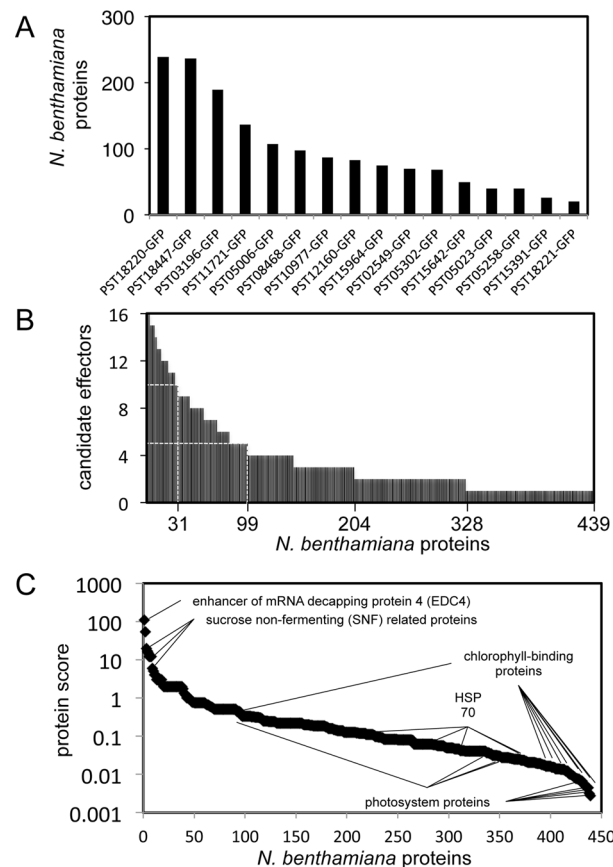 A
300
200
100
0
N. benthamiana
proteins
PST18220-GFP
PST18447-GFP
PST03196-GFP
PST11721-GFP
PST05006-GFP
PST08468-GFP
PST10977-GFP
PST12160-GFP
PST15964-GFP
PST02549-GFP
PST05302-GFP
PST15642-GFP
PST05023-GFP
PST05258-GFP
PST15391-GFP
PST18221-GFP
B
16
12
8
4
0
candidate effectors
31 99 204 328 439
N. benthamiana proteins
C
1000
100
10
1
0.1
0.01
0.001
protein score
enhancer of mRNA decapping protein 4 (EDC4)
sucrose non-fermenting (SNF) related proteins
chlorophyll-binding
proteins
HSP
70
photosystem proteins
0 50 100 150 200 250 300 350 400 450
N. benthamiana proteins